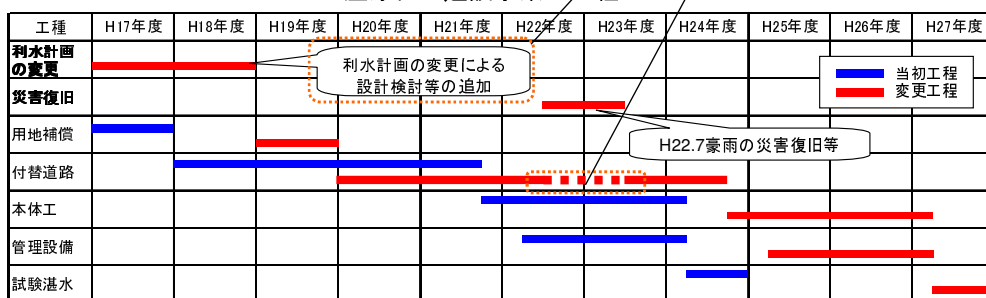 工種 H17年度 H18年度 H19年度 H20年度 H21年度 H22年度 H23年度 H24年度 H25年度 H26年度 H27年度
利水計画
の変更
利水計画の変更による
設計検討等の追加
当初工程
変更工程
災害復旧
H22.7豪雨の災害復旧等
用地補償
付替道路
本体工
管理設備
試験湛水